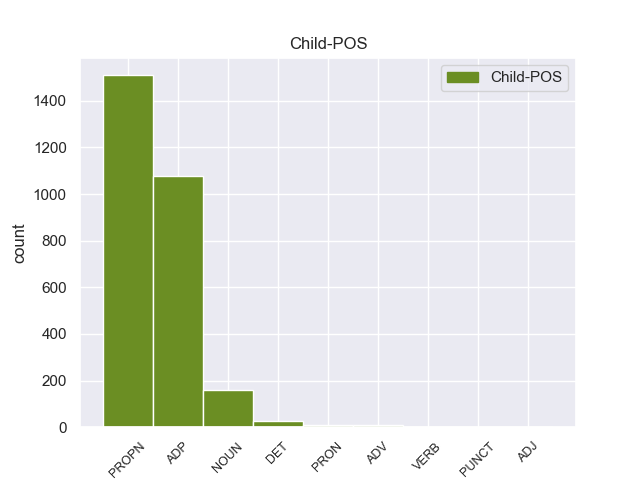 Child-POS
Child-POS
count
1400
1200
1000
800
600
400
200
0
PROPN
ADP
NOUN
DET
PRON
ADV
VERB
PUNCT
ADJ